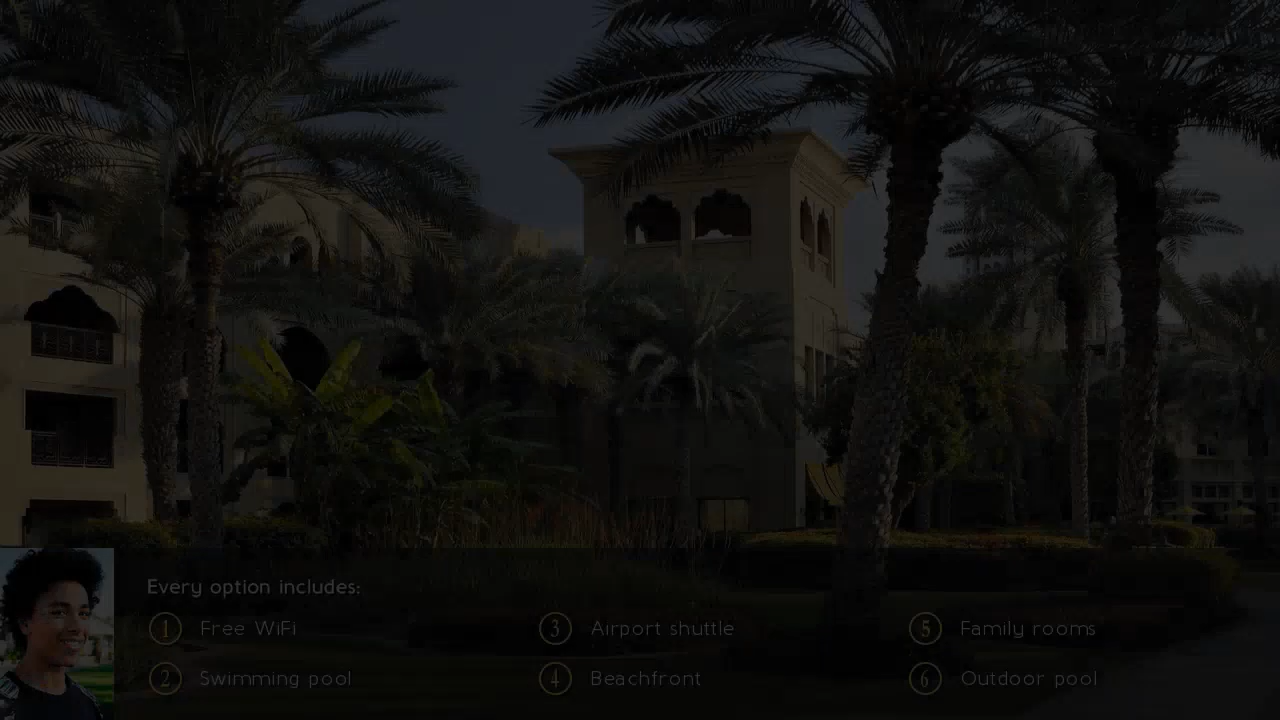 Every option includes:
1 Free WiFi
2 Swimming pool
3 Airport shuttle
4 Beachfront
5 Family rooms
6 Outdoor pool